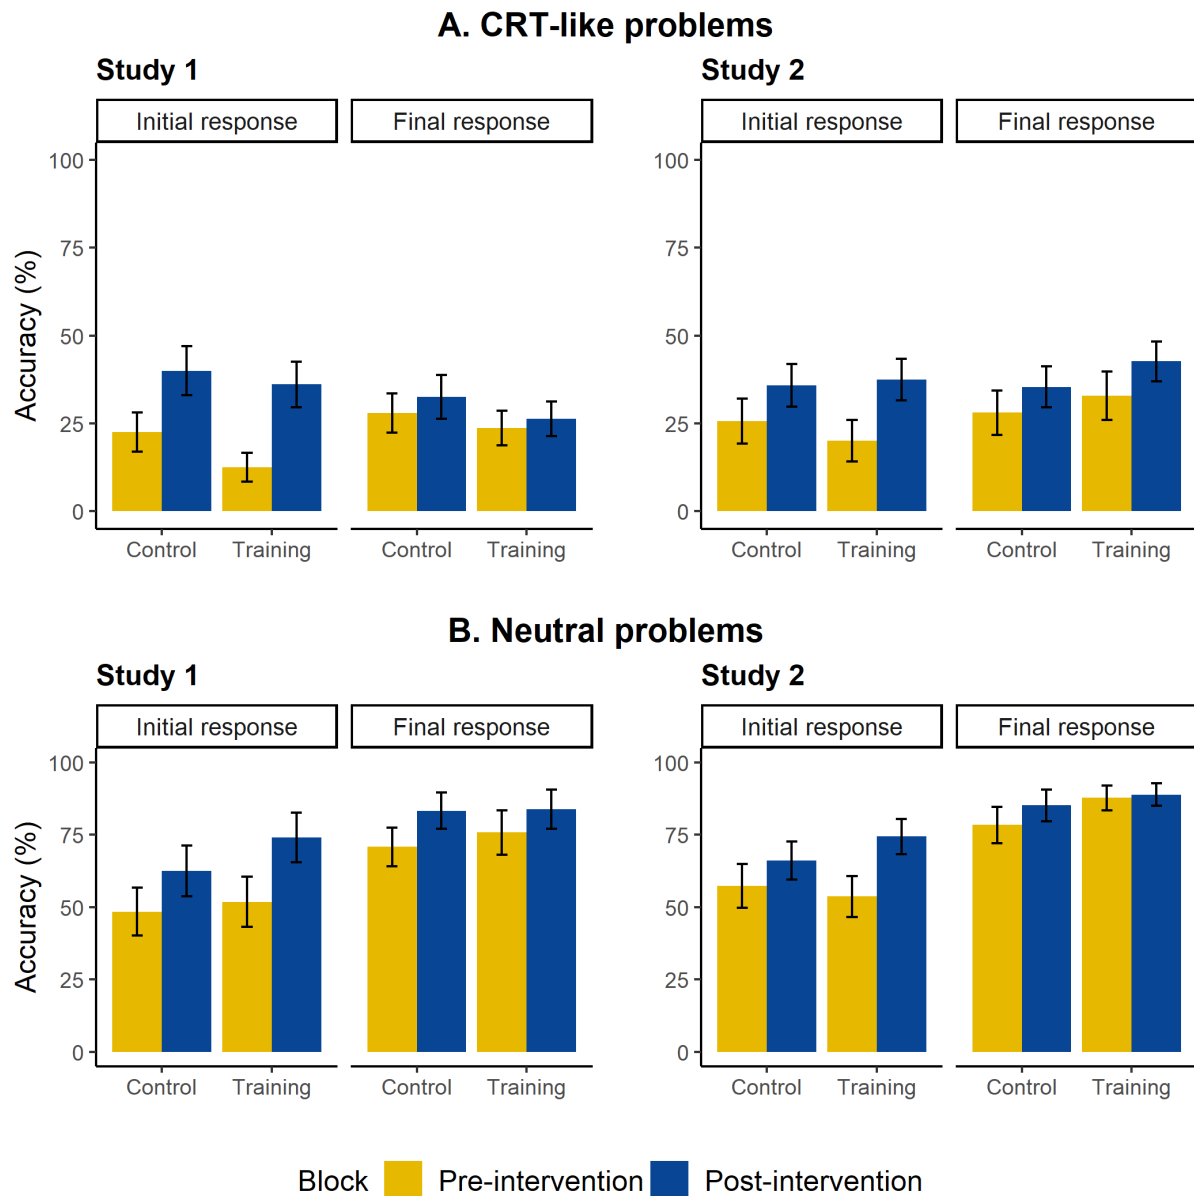 A. CRT-like problems
Study 1
Study 2
Initial response
Final response
Initial response
Final response
Accuracy (%)
100
75
50
25
0
100
75
50
25
0
Control
Training
Control
Training
Control
Training
Control
Training
B. Neutral problems
Study 1
Study 2
Initial response
Final response
Initial response
Final response
Accuracy (%)
100
75
50
25
0
100
75
50
25
0
Control
Training
Control
Training
Control
Training
Control
Training
Block Pre-intervention Post-intervention